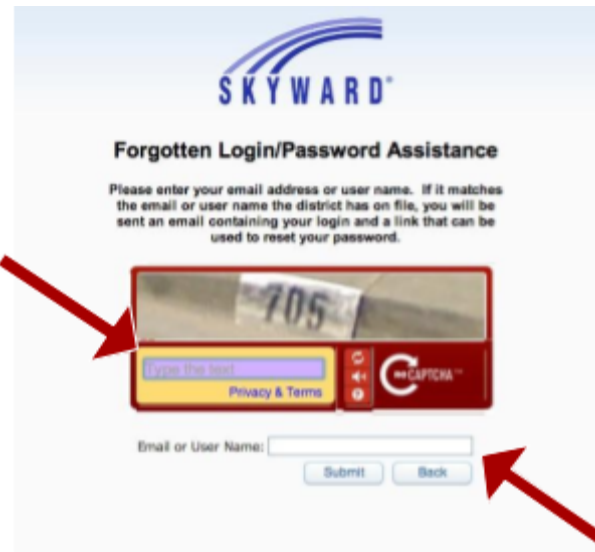 SKYWARD
Forgotten Login/Password Assistance
Please enter your email address or user name. If it matches
the email or user name the district has on file, you will be
sent an email containing your login and a link that can be
used to reset your password.
705
Type the text
Privacy & Terms
reCAPTCHA™
Email or User Name:
Submit Back